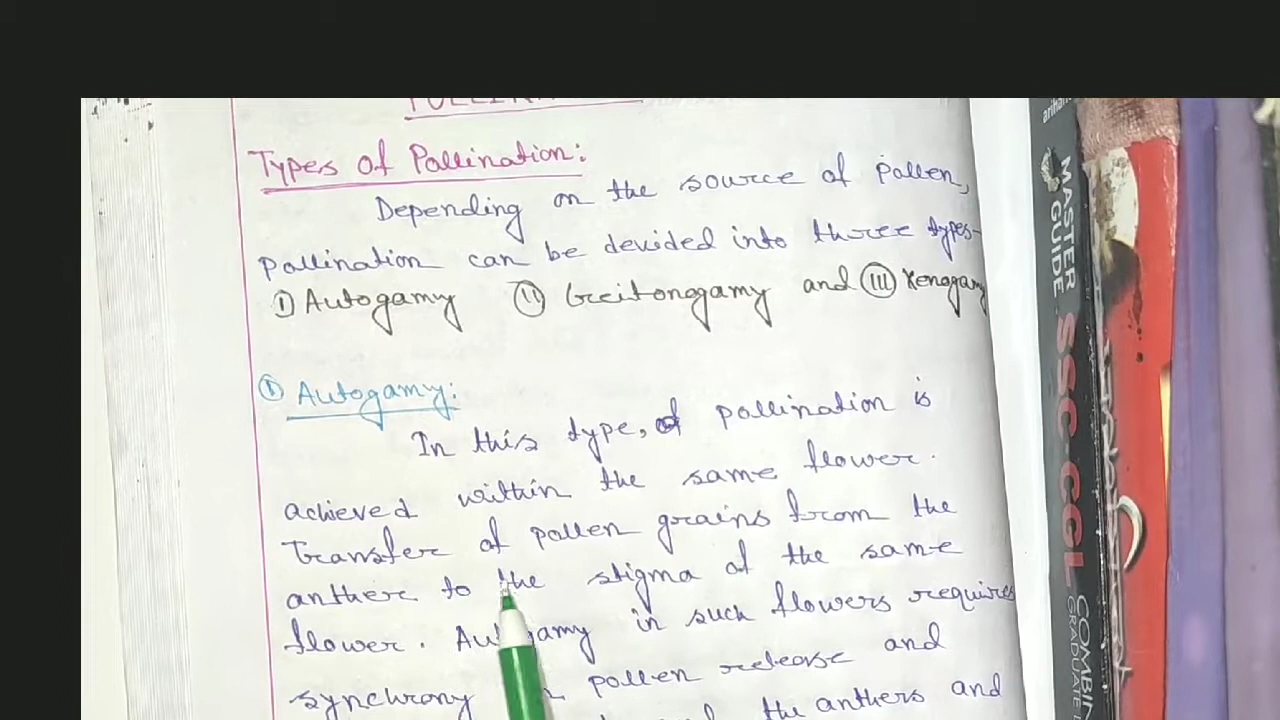 Types of Pollination:
Depending on the source of pollen,
pollination can be devided into three types-
(I) Autogamy (II) Geitonogamy and (III) Xenogamy
(I) Autogamy:
In this type, of pollination is
achieved within the same flower.
Transfer of pollen grains from the
anther to the stigma of the same
flower. Autogamy in such flowers requires
synchrony pollen release and
the anthers and
MASTER
GUIDE
SSC-CGL
COMBIN
GRADUATE
ariha